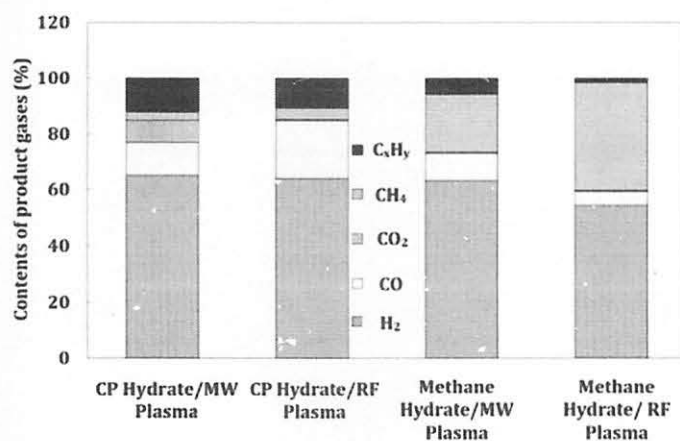 Contents of product gases (%)
120
100
80
60
40
20
0
CₓHᵧ
CH₄
CO₂
CO
H₂
CP Hydrate/MW
Plasma
CP Hydrate/RF
Plasma
Methane
Hydrate/MW
Plasma
Methane
Hydrate/ RF
Plasma